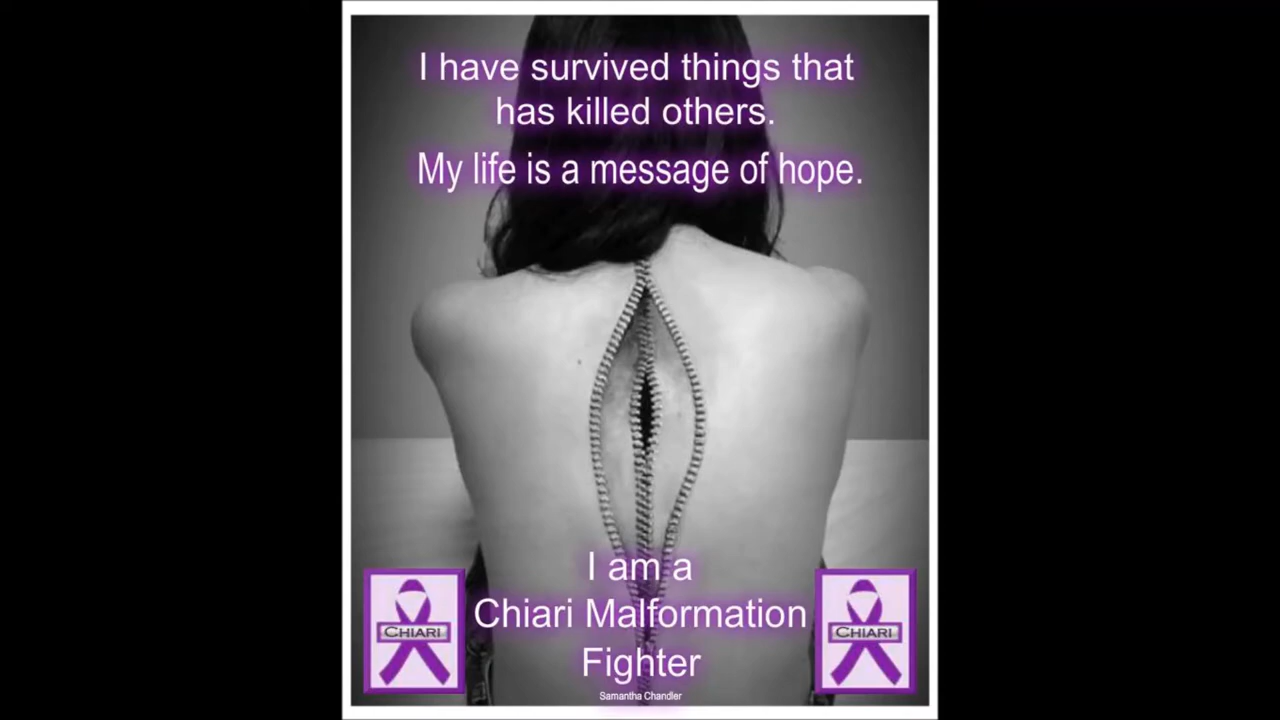 I have survived things that
has killed others.
My life is a message of hope.
I am a
Chiari Malformation
Fighter
CHIARI
CHIARI
Samantha Chandler